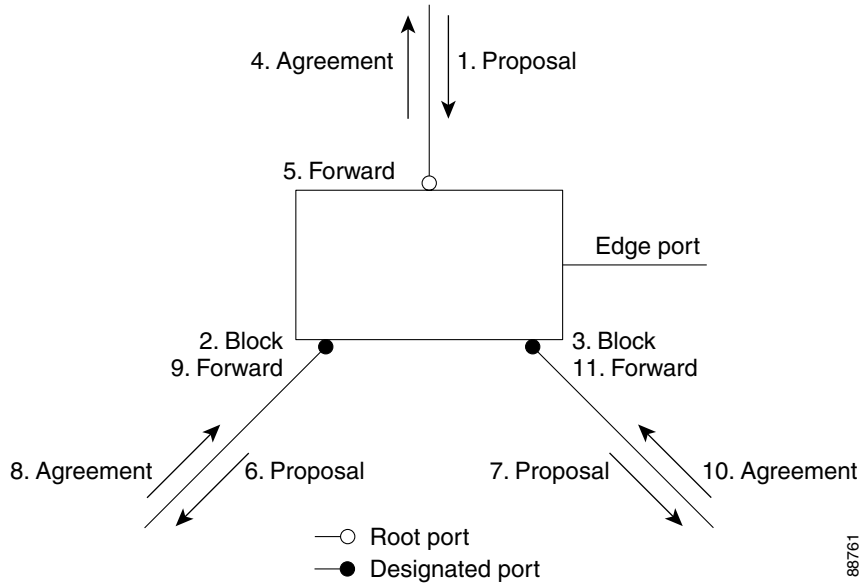 4. Agreement
1. Proposal
5. Forward
Edge port
2. Block
9. Forward
3. Block
11. Forward
8. Agreement
6. Proposal
7. Proposal
10. Agreement
Root port
Designated port
88761